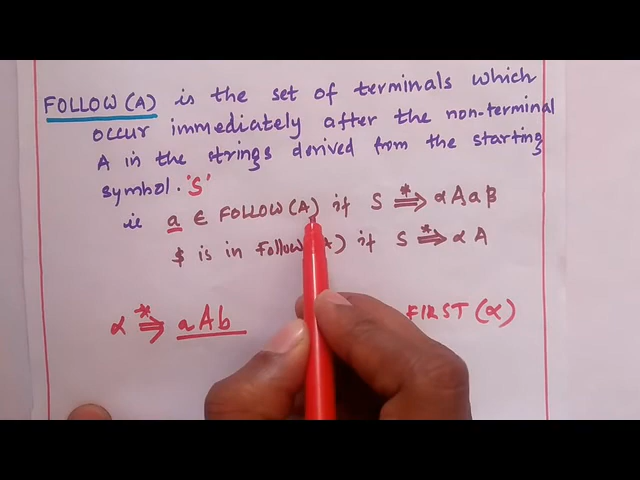 FOLLOW (A) is the set of terminals which
occur immediately after the non-terminal
A in the strings derived from the starting
symbol. 'S'
ie a ∈ FOLLOW (A) if S ⇒* αAaβ
$ is in Follow( A) if S ⇒* αA
α ⇒* aAb FIRST (α)